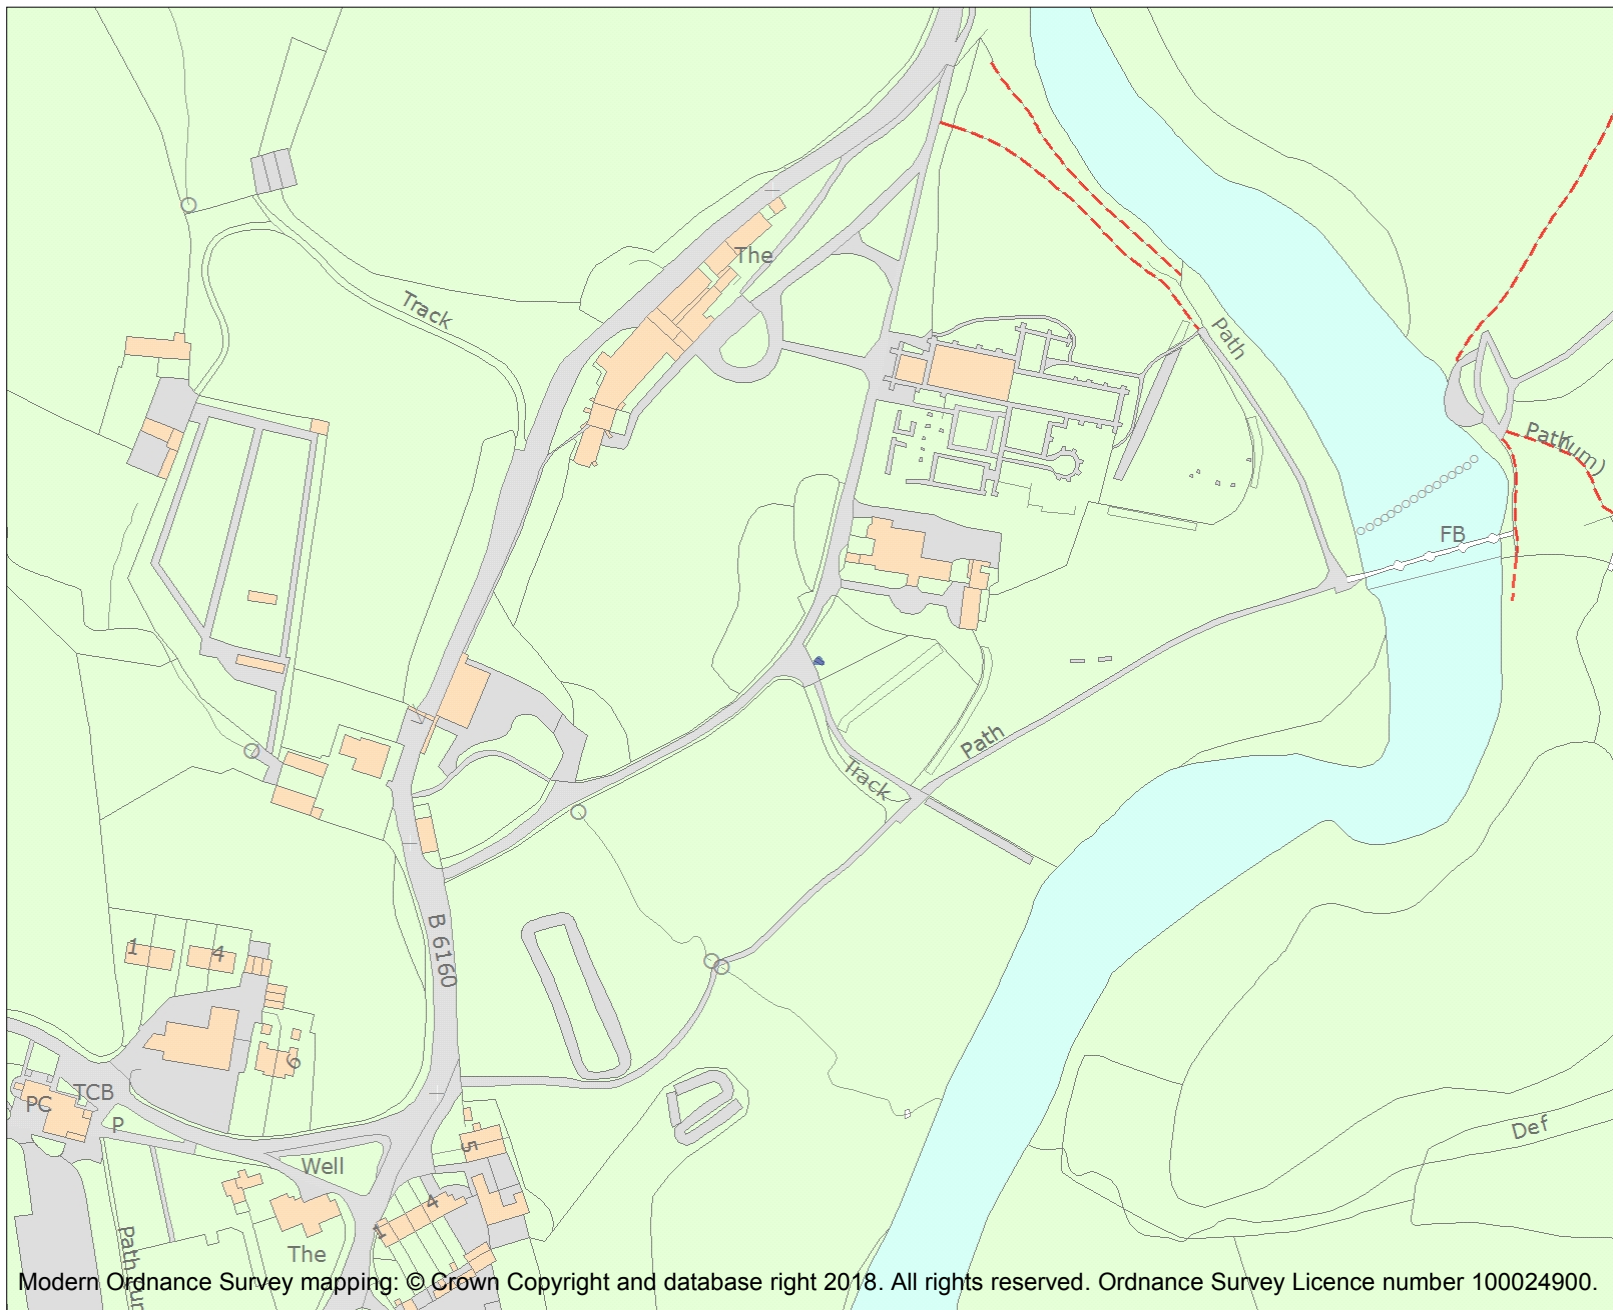 The
Track
Path
Path
um)
FB
Path
Track
B 6160
1
4
6
TCB
PC
P
Def
5
Well
4
1
The
Path
Modern Ordnance Survey mapping: © Crown Copyright and database right 2018. All rights reserved. Ordnance Survey Licence number 100024900.